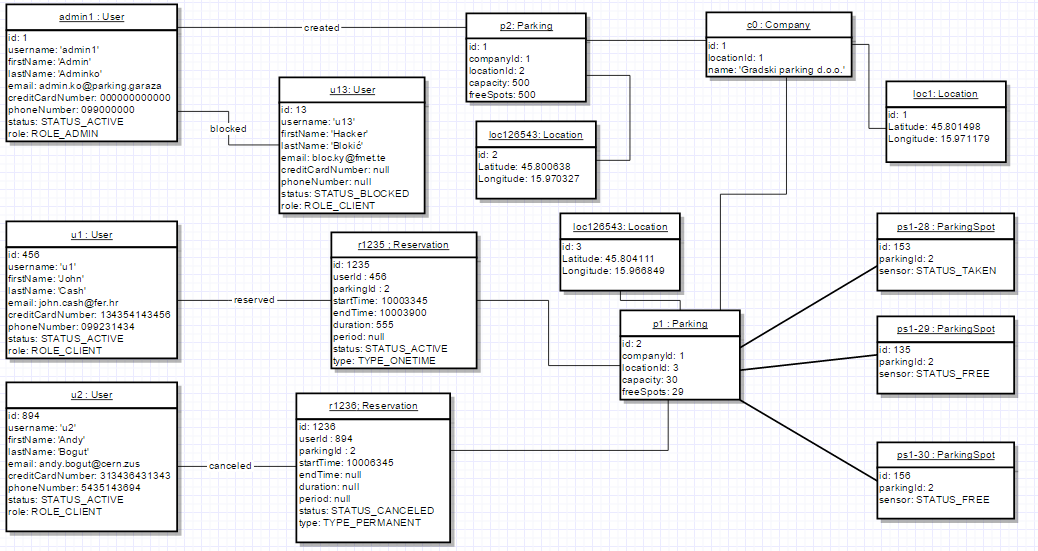 admin1 : User
id: 1
username: 'admin1'
firstName: 'Admin'
lastName: 'Adminko'
email: admin.ko@parking.garaza
creditCardNumber: 000000000000
phoneNumber: 099000000
status: STATUS_ACTIVE
role: ROLE_ADMIN
created
blocked
u13: User
id: 13
username: 'u13'
firstName: 'Hacker'
lastName: 'Blokić'
email: bloc.ky@fmet.te
creditCardNumber: null
phoneNumber: null
status: STATUS_BLOCKED
role: ROLE_CLIENT
p2: Parking
id: 1
companyId: 1
locationId: 2
capacity: 500
freeSpots: 500
c0: Company
id: 1
locationId: 1
name: 'Gradski parking d.o.o.'
loc1: Location
id: 1
Latitude: 45.801498
Longitude: 15.971179
loc126543: Location
id: 2
Latitude: 45.800638
Longitude: 15.970327
u1 : User
id: 456
username: 'u1'
firstName: 'John'
lastName: 'Cash'
email: john.cash@fer.hr
creditCardNumber: 134354143456
phoneNumber: 099231434
status: STATUS_ACTIVE
role: ROLE_CLIENT
reserved
r1235 ; Reservation
id: 1235
userId : 456
parkingId : 2
startTime: 10003345
endTime: 10003900
duration: 555
period: null
status: STATUS_ACTIVE
type: TYPE_ONETIME
loc126543: Location
id: 3
Latitude: 45.804111
Longitude: 15.966849
p1 : Parking
id: 2
companyId: 1
locationId: 3
capacity: 30
freeSpots: 29
ps1-28 : ParkingSpot
id: 153
parkingId: 2
sensor: STATUS_TAKEN
ps1-29 : ParkingSpot
id: 135
parkingId: 2
sensor: STATUS_FREE
ps1-30 : ParkingSpot
id: 156
parkingId: 2
sensor: STATUS_FREE
u2 : User
id: 894
username: 'u2'
firstName: 'Andy'
lastName: 'Bogut'
email: andy.bogut@cern.zus
creditCardNumber: 313436431343
phoneNumber: 5435143694
status: STATUS_ACTIVE
role: ROLE_CLIENT
canceled
r1236; Reservation
id: 1236
userId : 894
parkingId : 2
startTime: 10006345
endTime: null
duration: null
period: null
status: STATUS_CANCELED
type: TYPE_PERMANENT